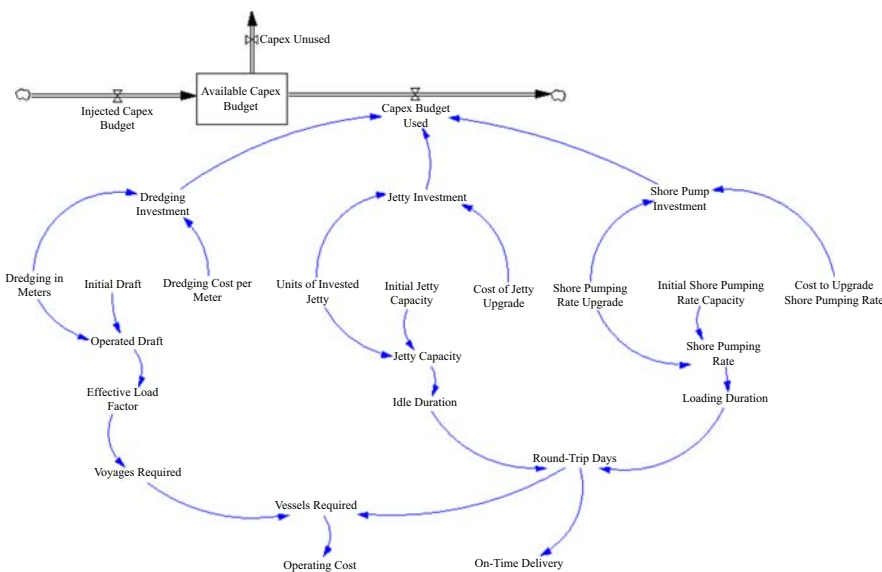 Capex Unused
Available Capex
Budget
Injected Capex
Budget
Capex Budget
Used
Dredging
Investment
Jetty Investment
Shore Pump
Investment
Dredging in
Meters
Initial Draft
Dredging Cost per
Meter
Units of Invested
Jetty
Initial Jetty
Capacity
Cost of Jetty
Upgrade
Shore Pumping
Rate Upgrade
Initial Shore Pumping
Rate Capacity
Cost to Upgrade
Shore Pumping Rate
Operated Draft
Jetty Capacity
Shore Pumping
Rate
Effective Load
Factor
Idle Duration
Loading Duration
Voyages Required
Round-Trip Days
Vessels Required
Operating Cost
On-Time Delivery